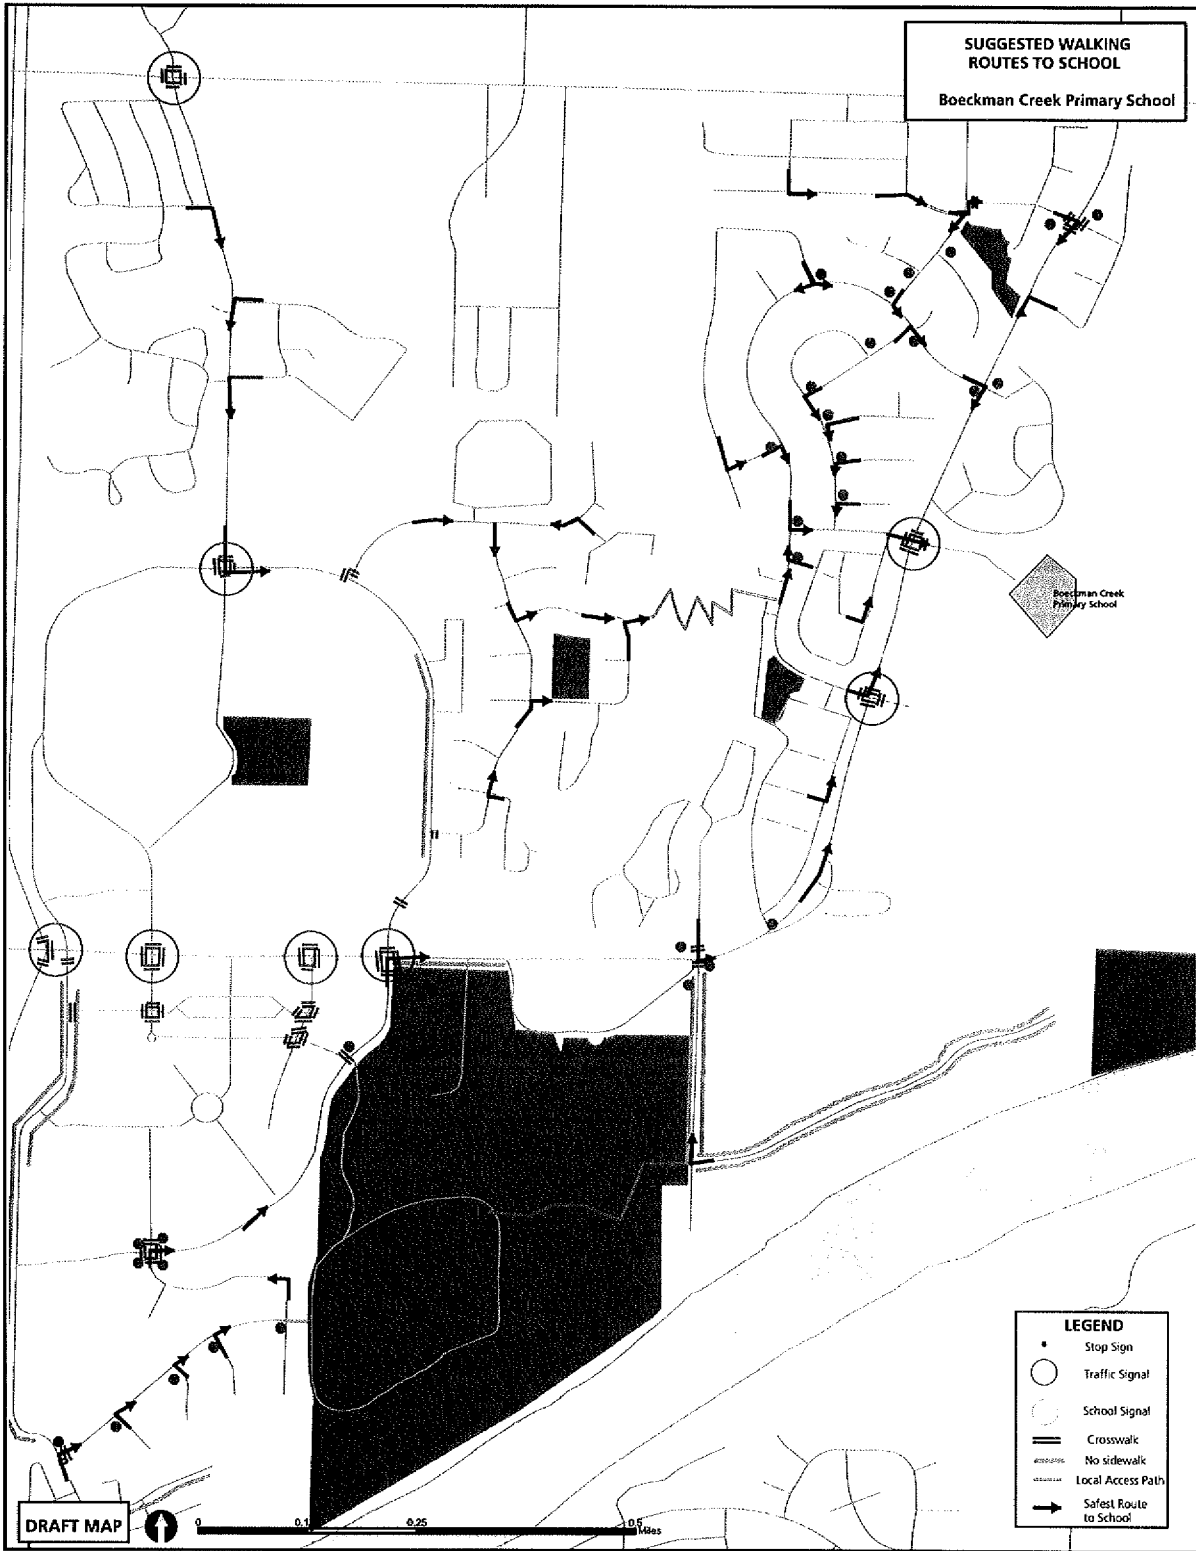 SUGGESTED WALKING
ROUTES TO SCHOOL
Boeckman Creek Primary School
Boeckman Creek
Primary School
LEGEND
Stop Sign
Traffic Signal
School Signal
Crosswalk
No sidewalk
Local Access Path
Safest Route
to School
DRAFT MAP
0 0.1 0.25 0.5
Miles